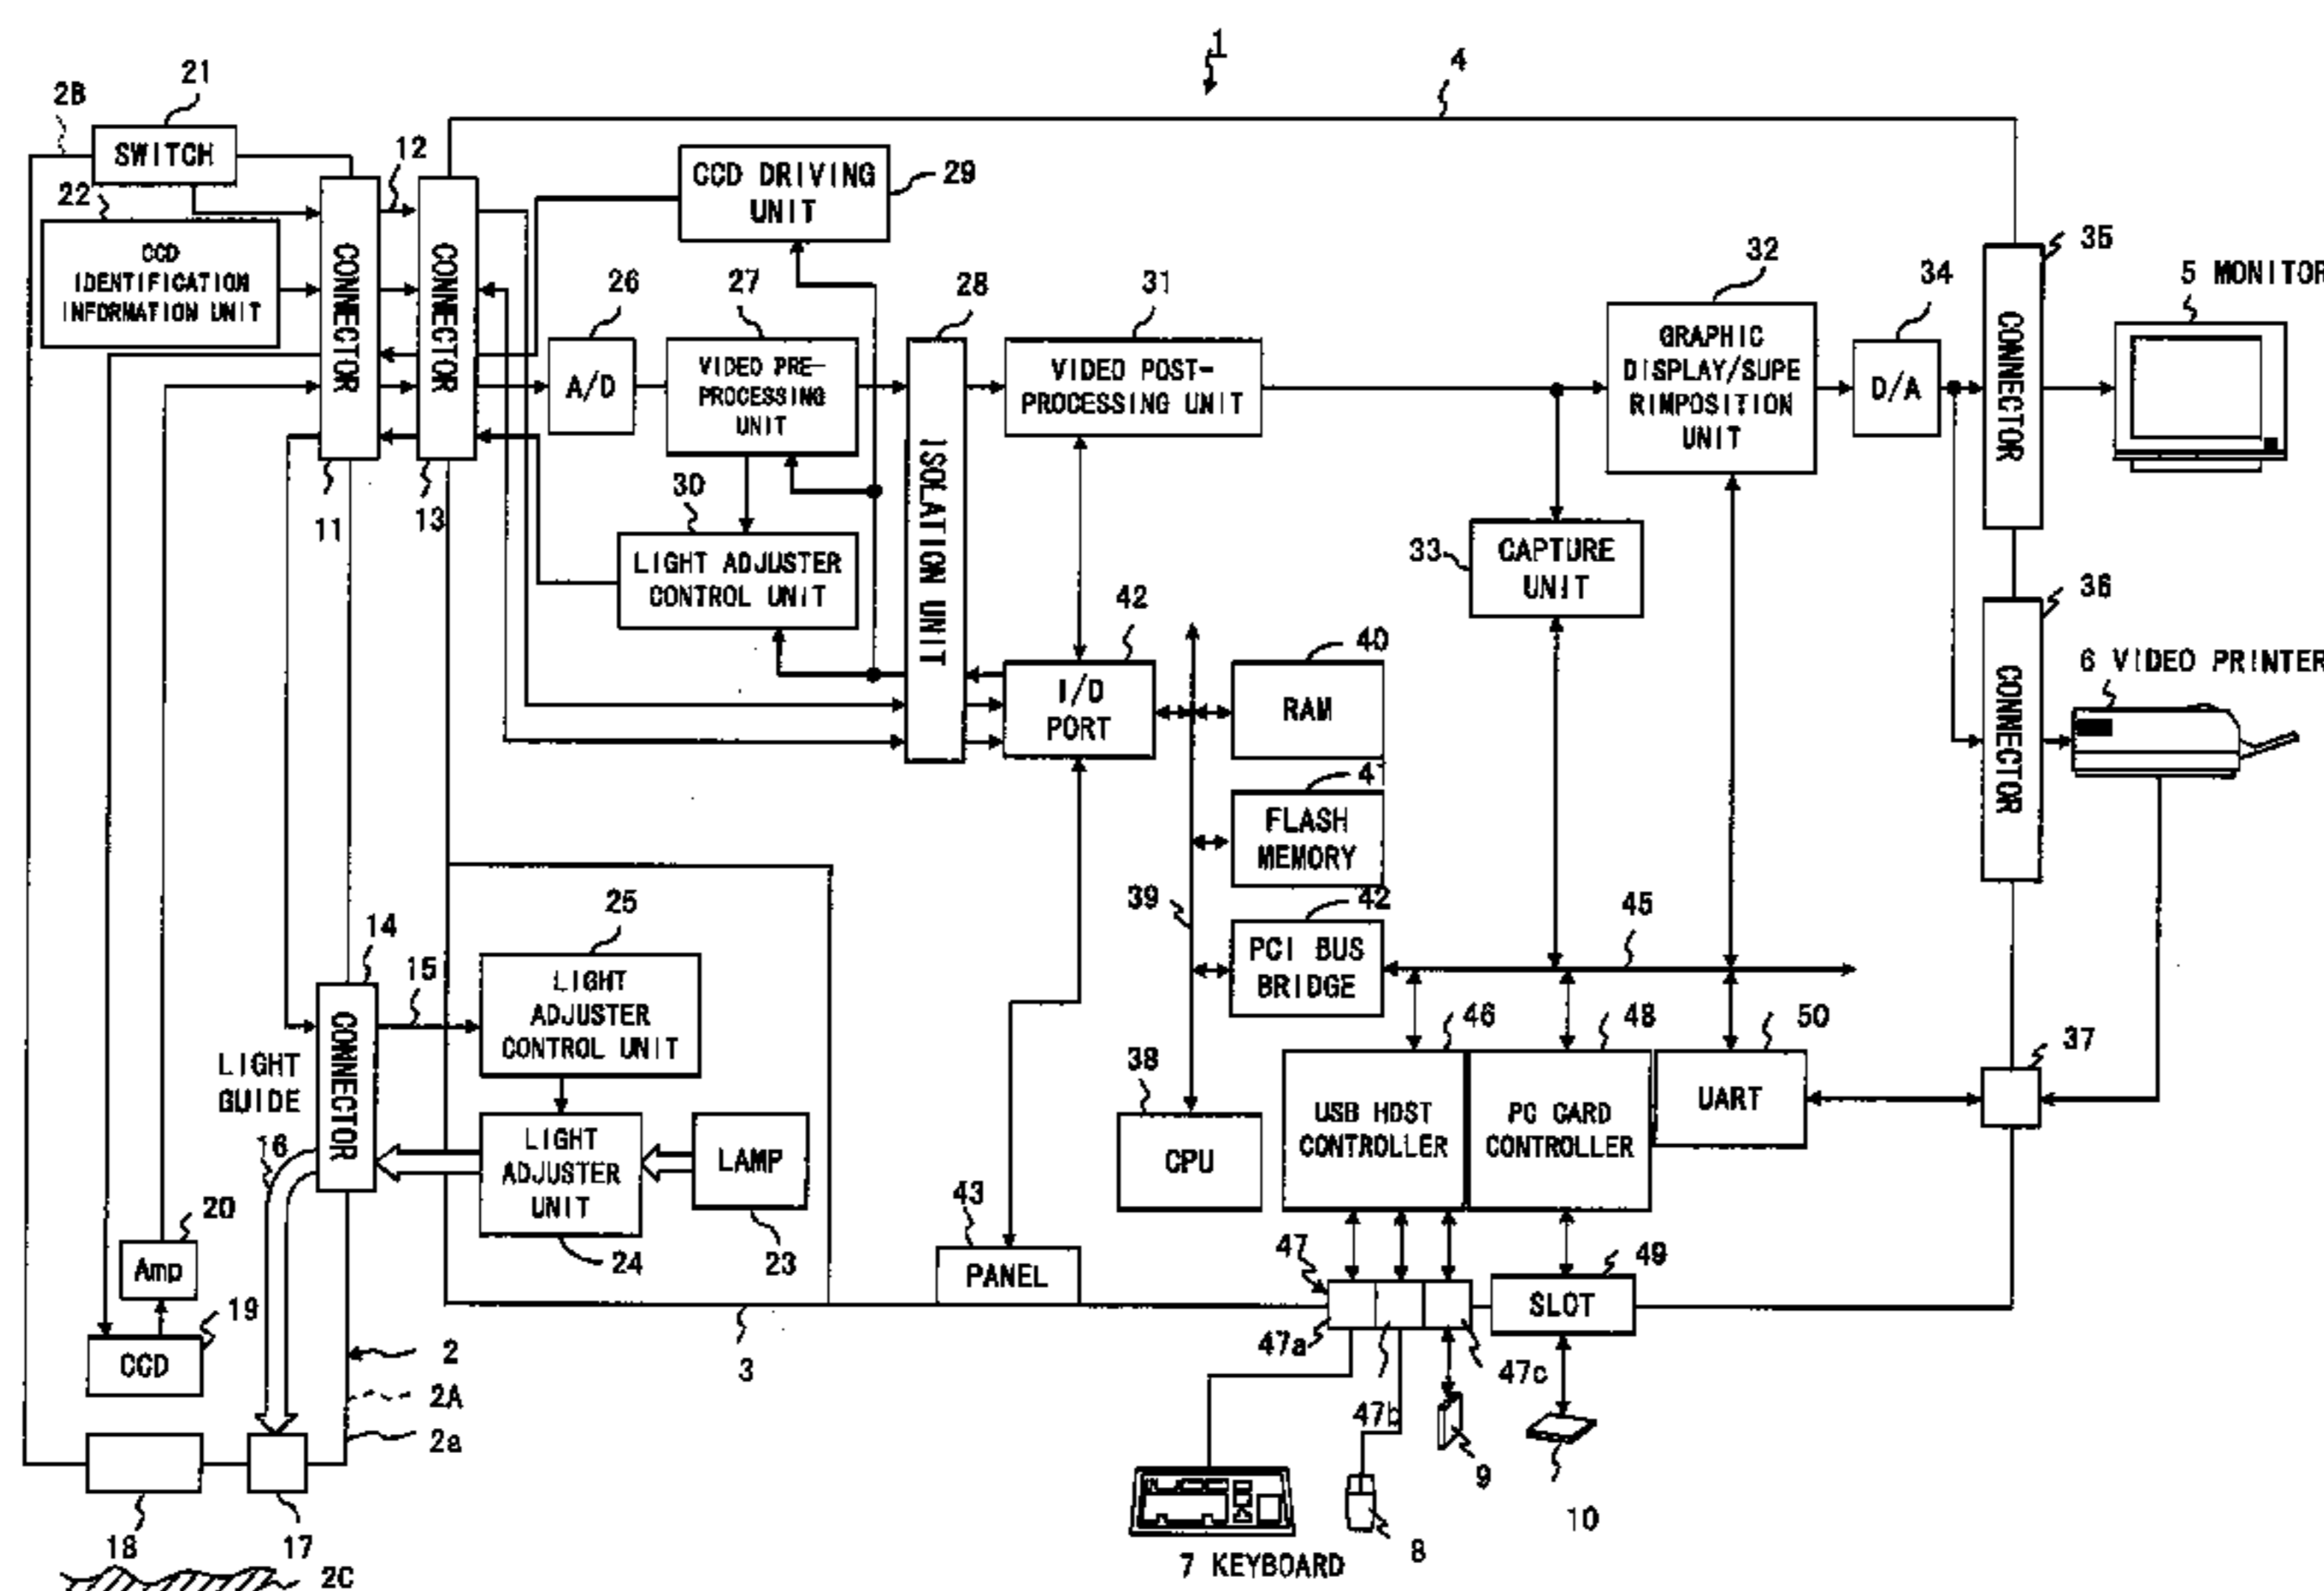 1
4
21
2B
SWITCH
12
22
CCD
IDENTIFICATION
INFORMATION UNIT
CONNECTOR
11
CONNECTOR
13
CCD DRIVING
UNIT
29
26
A/D
27
VIDEO PRE-
PROCESSING
UNIT
28
ISOLATION UNIT
31
VIDEO POST-
PROCESSING UNIT
32
GRAPHIC
DISPLAY/SUPE
RIMPOSITION
UNIT
34
D/A
35
CONNECTOR
5 MONITOR
30
LIGHT ADJUSTER
CONTROL UNIT
33
CAPTURE
UNIT
36
CONNECTOR
6 VIDEO PRINTER
42
I/O
PORT
40
RAM
41
FLASH
MEMORY
39
42
PCI BUS
BRIDGE
45
14
CONNECTOR
15
25
LIGHT
ADJUSTER
CONTROL UNIT
LIGHT
GUIDE
16
LIGHT
ADJUSTER
UNIT
24
LAMP
23
38
CPU
46
USB HOST
CONTROLLER
48
PC CARD
CONTROLLER
50
UART
37
20
Amp
19
CCD
43
PANEL
47
47a
47b
47c
49
SLOT
2
2A
2a
3
18
17
2C
7 KEYBOARD
8
9
10